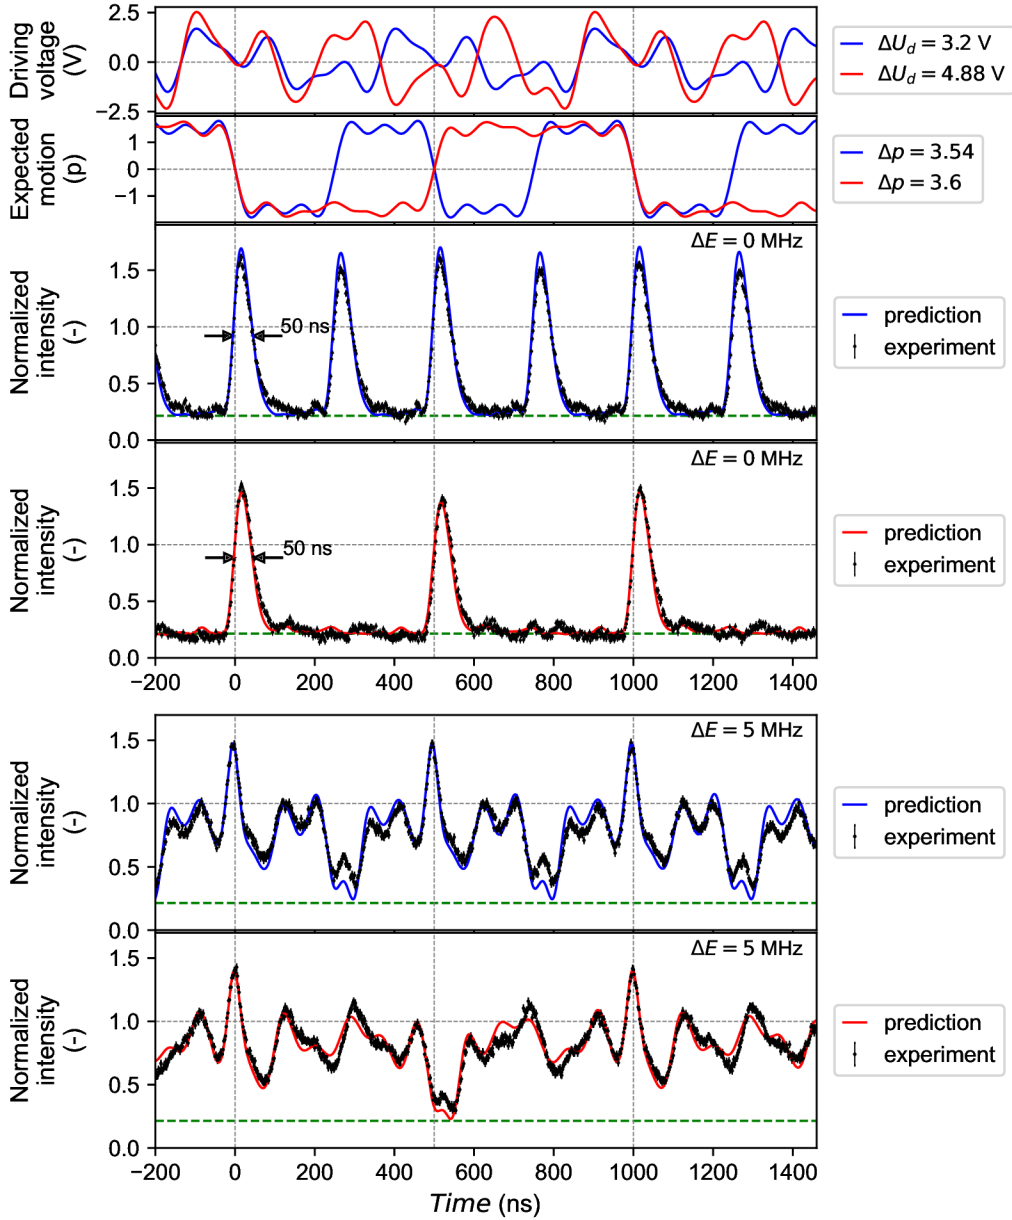 Driving
voltage
(V)
2.5
0.0
−2.5
ΔU_d = 3.2 V
ΔU_d = 4.88 V
Expected
motion
(p)
1
0
−1
Δp = 3.54
Δp = 3.6
Normalized
intensity
(-)
1.5
1.0
0.5
0.0
ΔE = 0 MHz
50 ns
prediction
experiment
Normalized
intensity
(-)
1.5
1.0
0.5
0.0
ΔE = 0 MHz
50 ns
prediction
experiment
−200 0 200 400 600 800 1000 1200 1400
Normalized
intensity
(-)
1.5
1.0
0.5
0.0
ΔE = 5 MHz
prediction
experiment
Normalized
intensity
(-)
1.5
1.0
0.5
0.0
ΔE = 5 MHz
prediction
experiment
−200 0 200 400 600 800 1000 1200 1400
Time (ns)